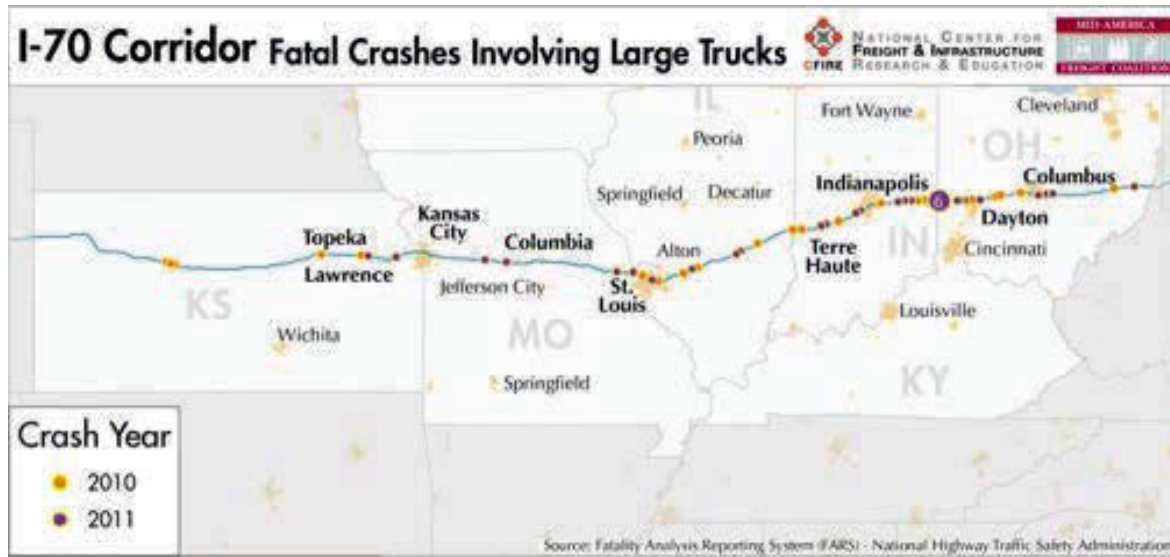 I-70 Corridor Fatal Crashes Involving Large Trucks
CFIRE
NATIONAL CENTER FOR
FREIGHT & INFRASTRUCTURE
RESEARCH & EDUCATION
MID-AMERICA
FREIGHT COALITION
IL
Fort Wayne
Cleveland
Peoria
OH
Springfield
Decatur
Indianapolis
Columbus
6
Kansas
City
Dayton
Topeka
Columbia
Alton
Terre
Haute
IN
Cincinnati
Lawrence
Jefferson City
St.
Louis
KS
Louisville
Wichita
MO
KY
Springfield
Crash Year
2010
2011
Source: Fatality Analysis Reporting System (FARS) - National Highway Traffic Safety Administration